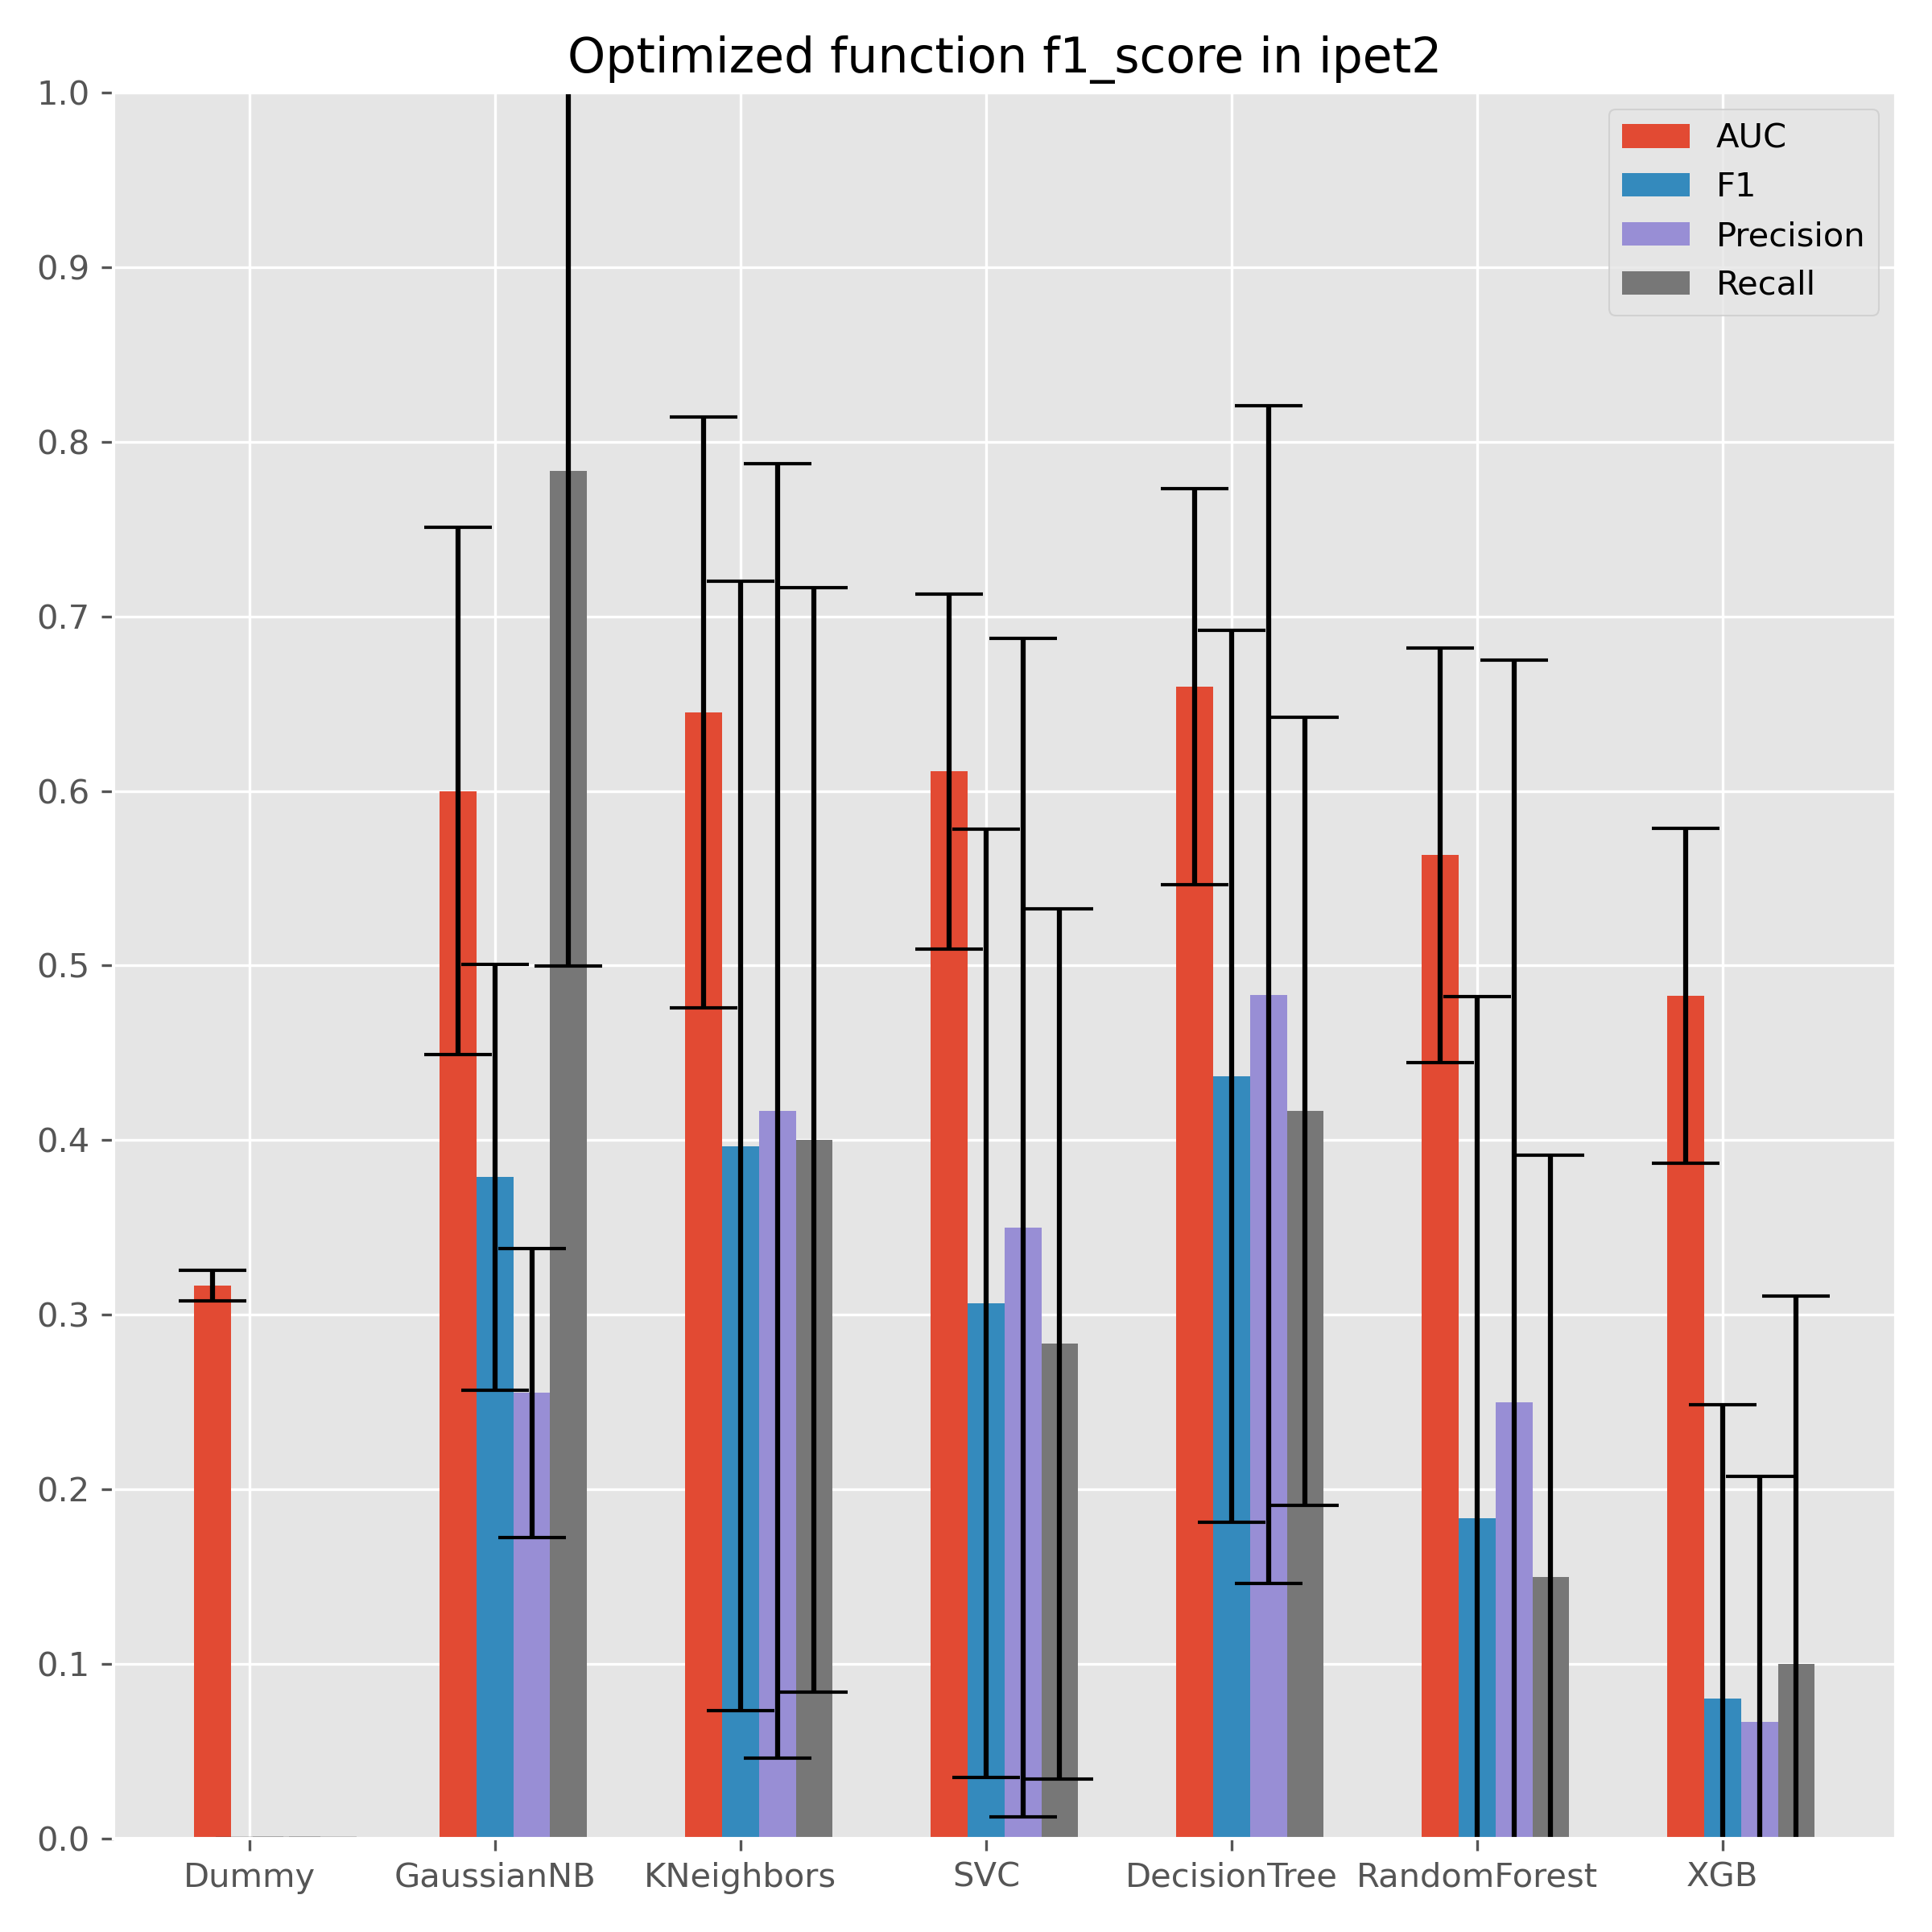 Optimized function f1_score in ipet2
1.0
0.9
0.8
0.7
0.6
0.5
0.4
0.3
0.2
0.1
0.0
AUC
F1
Precision
Recall
Dummy GaussianNB KNeighbors SVC DecisionTree RandomForest XGB